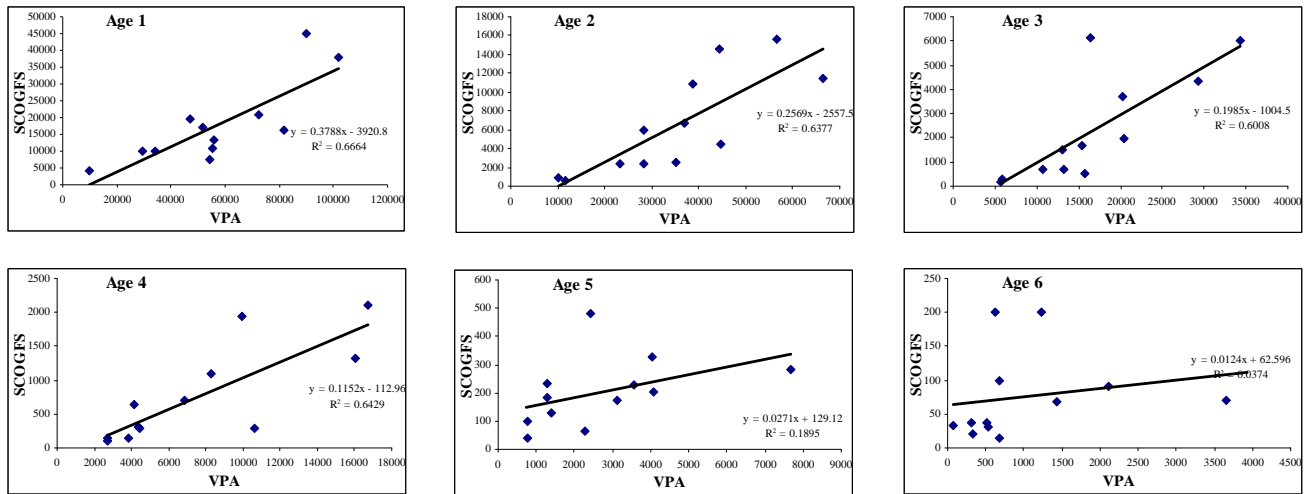 Age 1
50000
45000
40000
35000
30000
25000
20000
15000
10000
5000
0
SCOGFS
y = 0.3788x - 3920.8
R² = 0.6664
0 20000 40000 60000 80000 100000 120000
VPA
Age 2
18000
16000
14000
12000
10000
8000
6000
4000
2000
0
SCOGFS
y = 0.2569x - 2557.5
R² = 0.6377
0 10000 20000 30000 40000 50000 60000 70000
VPA
Age 3
7000
6000
5000
4000
3000
2000
1000
0
SCOGFS
y = 0.1985x - 1004.5
R² = 0.6008
0 5000 10000 15000 20000 25000 30000 35000 40000
VPA
Age 4
2500
2000
1500
1000
500
0
SCOGFS
y = 0.1152x - 112.96
R² = 0.6429
0 2000 4000 6000 8000 10000 12000 14000 16000 18000
VPA
Age 5
600
500
400
300
200
100
0
SCOGFS
y = 0.0271x + 129.12
R² = 0.1895
0 1000 2000 3000 4000 5000 6000 7000 8000 9000
VPA
Age 6
250
200
150
100
50
0
SCOGFS
y = 0.0124x + 62.596
R² = 0.0374
0 500 1000 1500 2000 2500 3000 3500 4000 4500
VPA